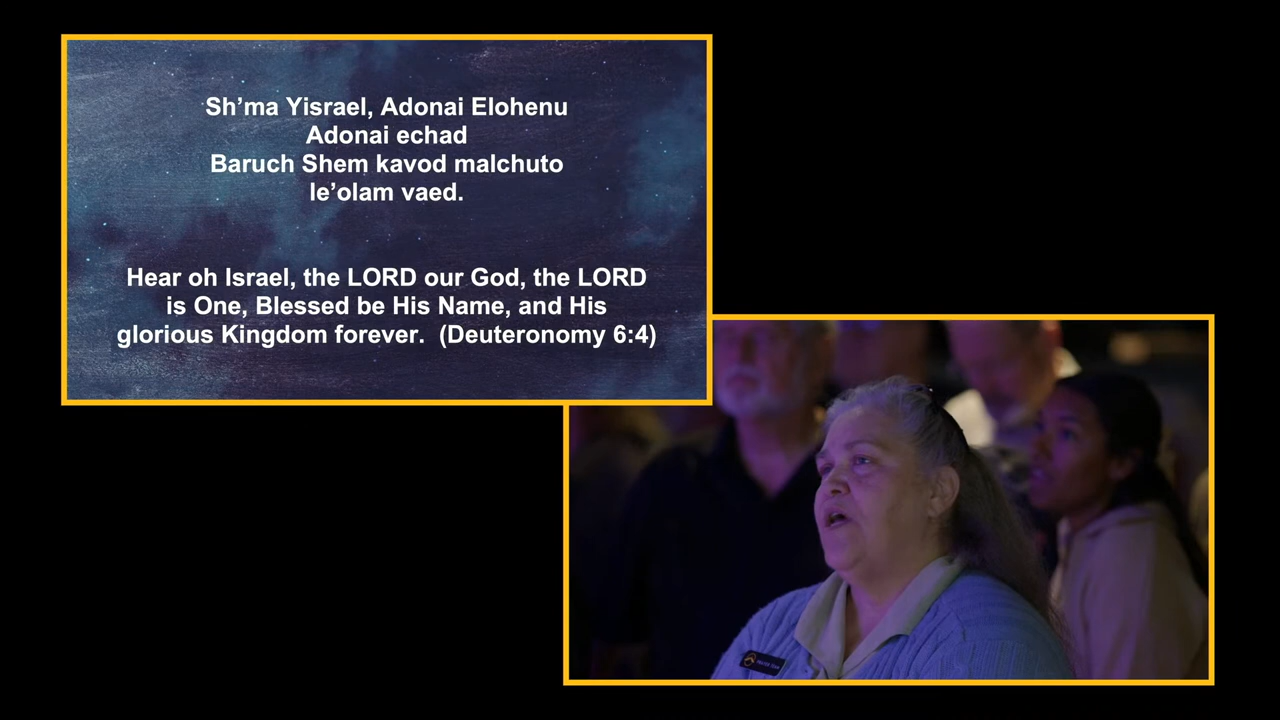 Sh’ma Yisrael, Adonai Elohenu
Adonai echad
Baruch Shem kavod malchuto
le’olam vaed.
Hear oh Israel, the LORD our God, the LORD
is One, Blessed be His Name, and His
glorious Kingdom forever.  (Deuteronomy 6:4)